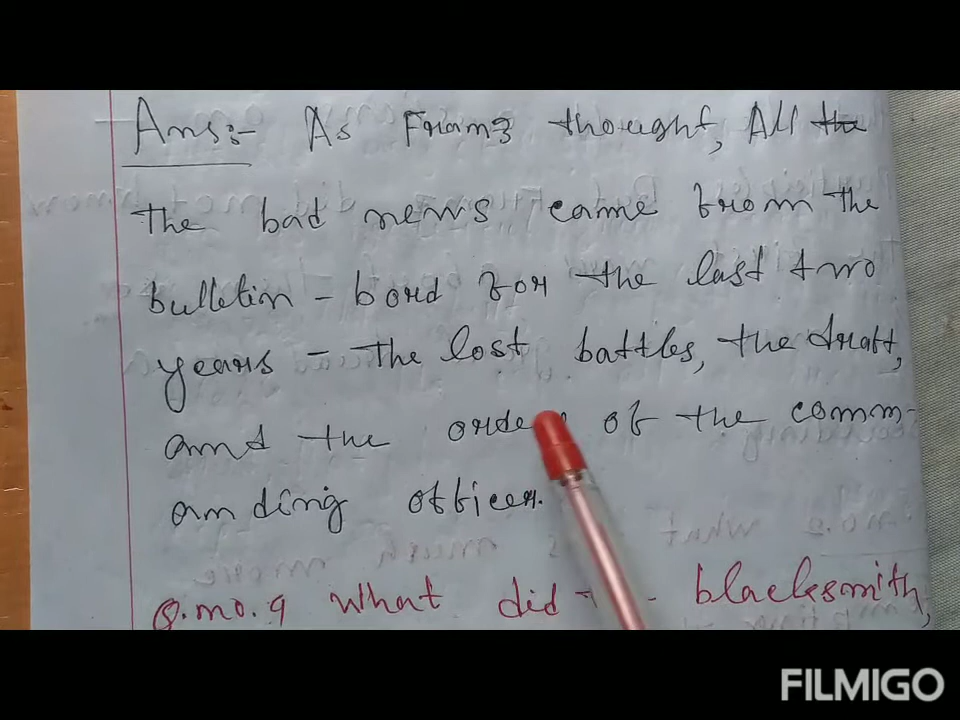 Ans:- As Franz thought, All the
the bad news came from the
bulletin - bord for the last two
years - the lost battles, the draft,
and the order of the comm-
anding officer.
Q.no.9 What did blacksmith,
FILMIGO